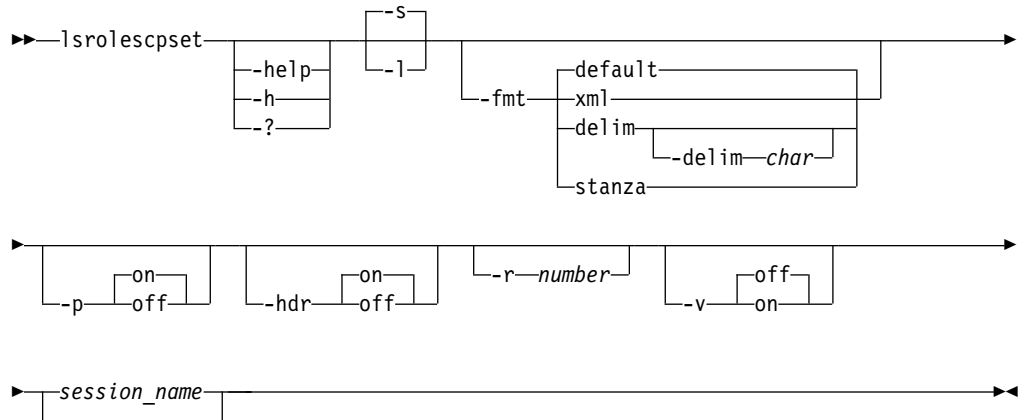 -s
lsrolescpset
-help
-l
default
-h
-fmt
xml
-?
delim
-delim char
stanza
on
on
-r number
off
-p
off
-hdr
off
-v
on
session_name